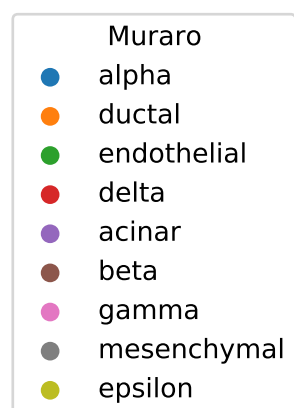 Muraro
alpha
ductal
endothelial
delta
acinar
beta
gamma
mesenchymal
epsilon